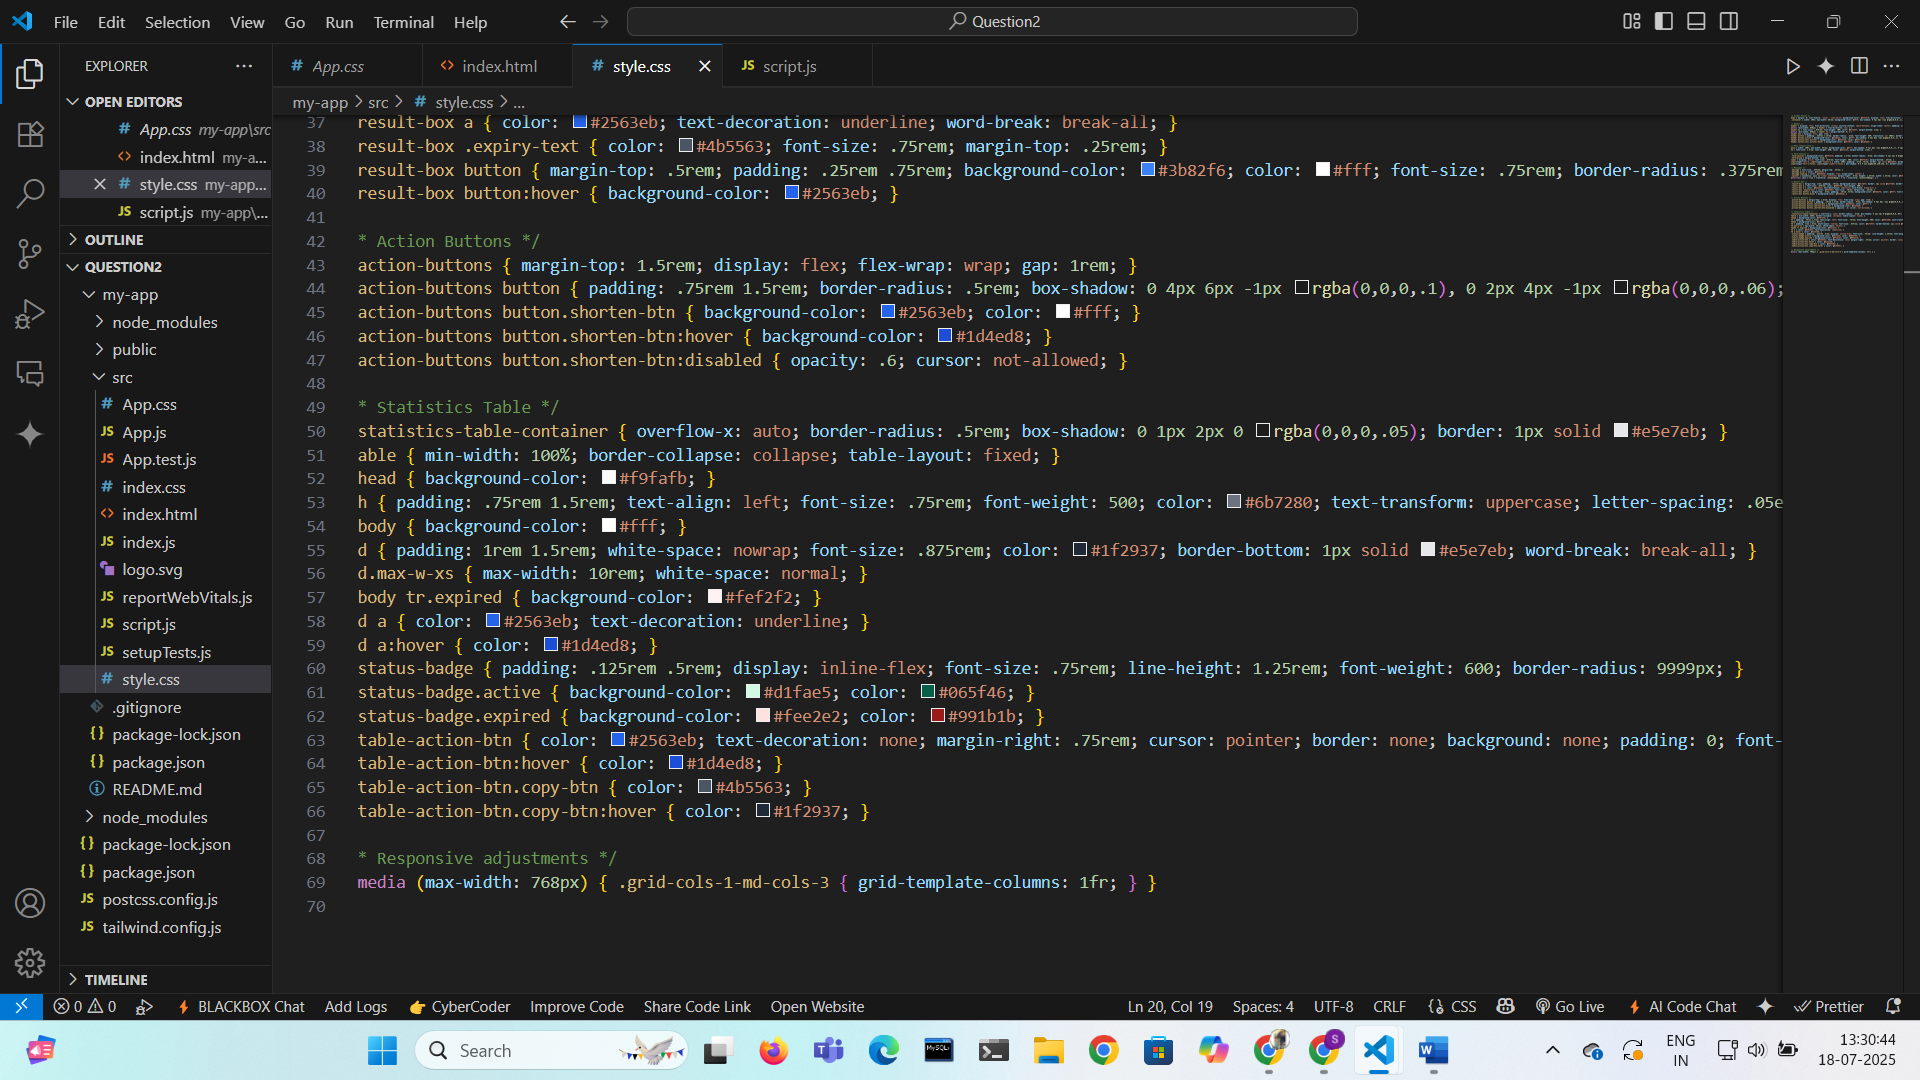 File Edit Selection View Go Run Terminal Help
Question2
EXPLORER
App.css
index.html
style.css
script.js
OPEN EDITORS
my-app > src > # style.css > ...
# App.css my-app\src
index.html my-a...
# style.css my-app...
JS script.js my-app\...
OUTLINE
QUESTION2
my-app
node_modules
public
src
# App.css
JS App.js
JS App.test.js
# index.css
<> index.html
JS index.js
logo.svg
JS reportWebVitals.js
JS script.js
JS setupTests.js
# style.css
.gitignore
{} package-lock.json
{} package.json
README.md
node_modules
{} package-lock.json
{} package.json
JS postcss.config.js
JS tailwind.config.js
TIMELINE
37 result-box a { color: #2563eb; text-decoration: underline; word-break: break-all; }
38 result-box .expiry-text { color: #4b5563; font-size: .75rem; margin-top: .25rem; }
39 result-box button { margin-top: .5rem; padding: .25rem .75rem; background-color: #3b82f6; color: #fff; font-size: .75rem; border-radius: .375rem
40 result-box button:hover { background-color: #2563eb; }
41
42 * Action Buttons */
43 action-buttons { margin-top: 1.5rem; display: flex; flex-wrap: wrap; gap: 1rem; }
44 action-buttons button { padding: .75rem 1.5rem; border-radius: .5rem; box-shadow: 0 4px 6px -1px rgba(0,0,0,.1), 0 2px 4px -1px rgba(0,0,0,.06);
45 action-buttons button.shorten-btn { background-color: #2563eb; color: #fff; }
46 action-buttons button.shorten-btn:hover { background-color: #1d4ed8; }
47 action-buttons button.shorten-btn:disabled { opacity: .6; cursor: not-allowed; }
48
49 * Statistics Table */
50 statistics-table-container { overflow-x: auto; border-radius: .5rem; box-shadow: 0 1px 2px 0 rgba(0,0,0,.05); border: 1px solid #e5e7eb; }
51 able { min-width: 100%; border-collapse: collapse; table-layout: fixed; }
52 head { background-color: #f9fafb; }
53 h { padding: .75rem 1.5rem; text-align: left; font-size: .75rem; font-weight: 500; color: #6b7280; text-transform: uppercase; letter-spacing: .05e
54 body { background-color: #fff; }
55 d { padding: 1rem 1.5rem; white-space: nowrap; font-size: .875rem; color: #1f2937; border-bottom: 1px solid #e5e7eb; word-break: break-all; }
56 d.max-w-xs { max-width: 10rem; white-space: normal; }
57 body tr.expired { background-color: #fef2f2; }
58 d a { color: #2563eb; text-decoration: underline; }
59 d a:hover { color: #1d4ed8; }
60 status-badge { padding: .125rem .5rem; display: inline-flex; font-size: .75rem; line-height: 1.25rem; font-weight: 600; border-radius: 9999px; }
61 status-badge.active { background-color: #d1fae5; color: #065f46; }
62 status-badge.expired { background-color: #fee2e2; color: #991b1b; }
63 table-action-btn { color: #2563eb; text-decoration: none; margin-right: .75rem; cursor: pointer; border: none; background: none; padding: 0; font-
64 table-action-btn:hover { color: #1d4ed8; }
65 table-action-btn.copy-btn { color: #4b5563; }
66 table-action-btn.copy-btn:hover { color: #1f2937; }
67
68 * Responsive adjustments */
69 media (max-width: 768px) { .grid-cols-1-md-cols-3 { grid-template-columns: 1fr; } }
70
0 0 BLACKBOX Chat Add Logs CyberCoder Improve Code Share Code Link Open Website Ln 20, Col 19 Spaces: 4 UTF-8 CRLF {} CSS Go Live AI Code Chat Prettier
Search
ENG
IN
13:30:44
18-07-2025